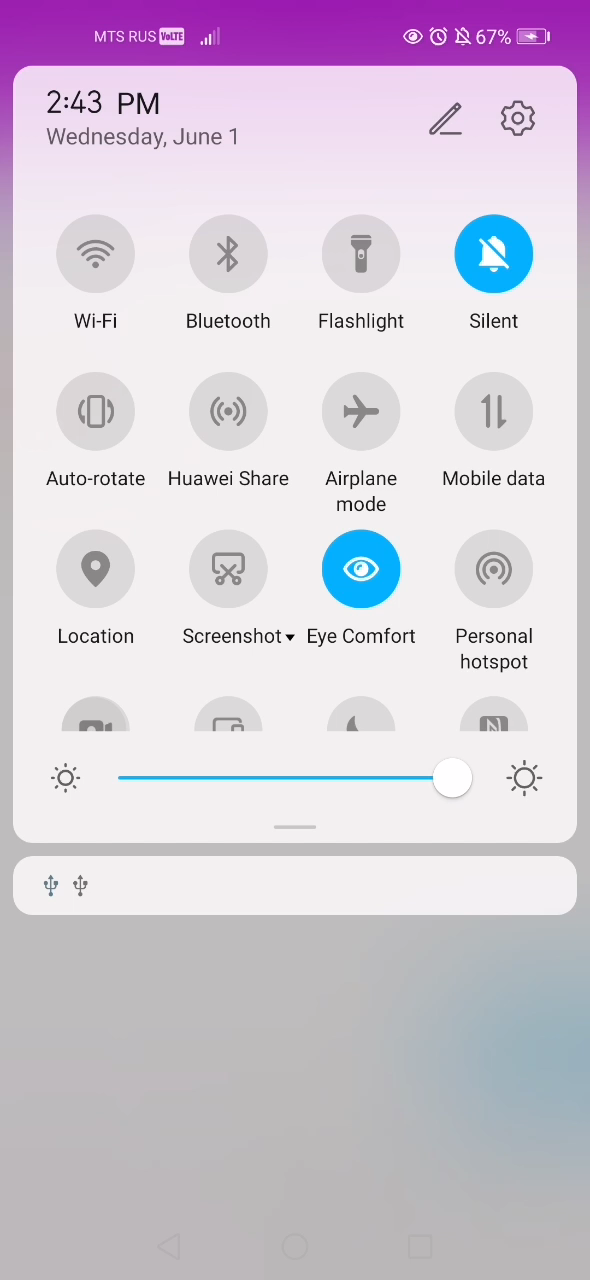 MTS RUS VoLTE 67%
2:43 PM
Wednesday, June 1
Wi-Fi Bluetooth Flashlight Silent
Auto-rotate Huawei Share Airplane mode Mobile data
Location Screenshot Eye Comfort Personal hotspot